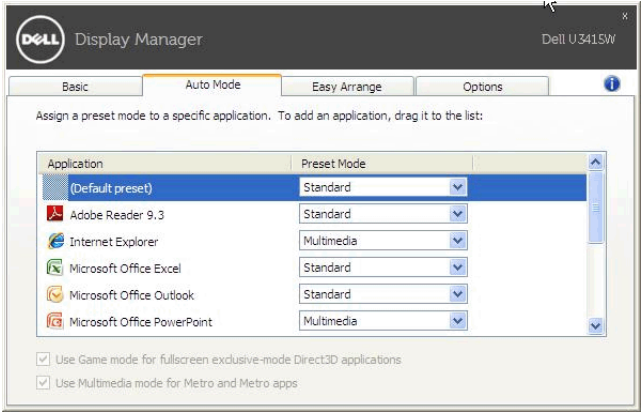 DELL Display Manager Dell U3415W
x
Basic Auto Mode Easy Arrange Options i
Assign a preset mode to a specific application. To add an application, drag it to the list:
Application Preset Mode
(Default preset) Standard
Adobe Reader 9.3 Standard
Internet Explorer Multimedia
Microsoft Office Excel Standard
Microsoft Office Outlook Standard
Microsoft Office PowerPoint Multimedia
Use Game mode for fullscreen exclusive-mode Direct3D applications
Use Multimedia mode for Metro and Metro apps